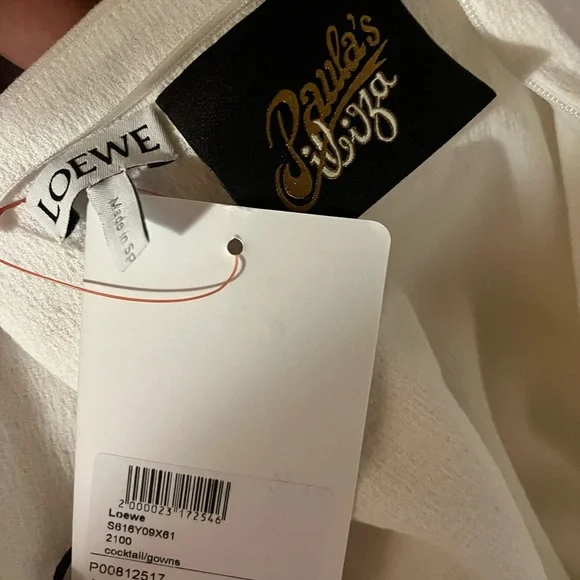 Paula's
ibiza
LOEWE
Made in SP
2 000023 172546
Loewe
S616Y09X61
2100
cocktail/gowns
P00812517